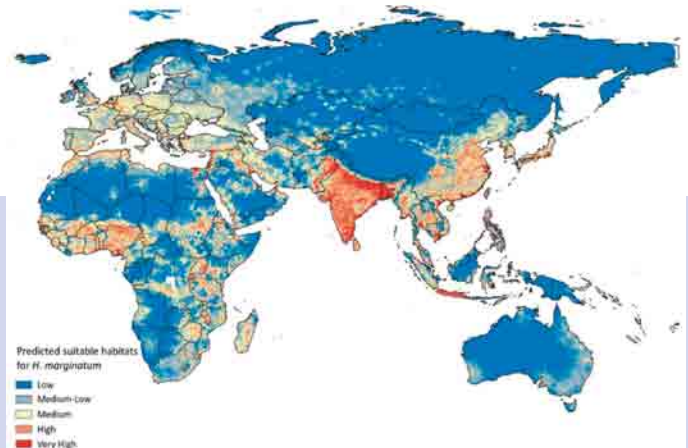 Predicted suitable habitats
for H. marginatum
Low
Medium-Low
Medium
High
Very High